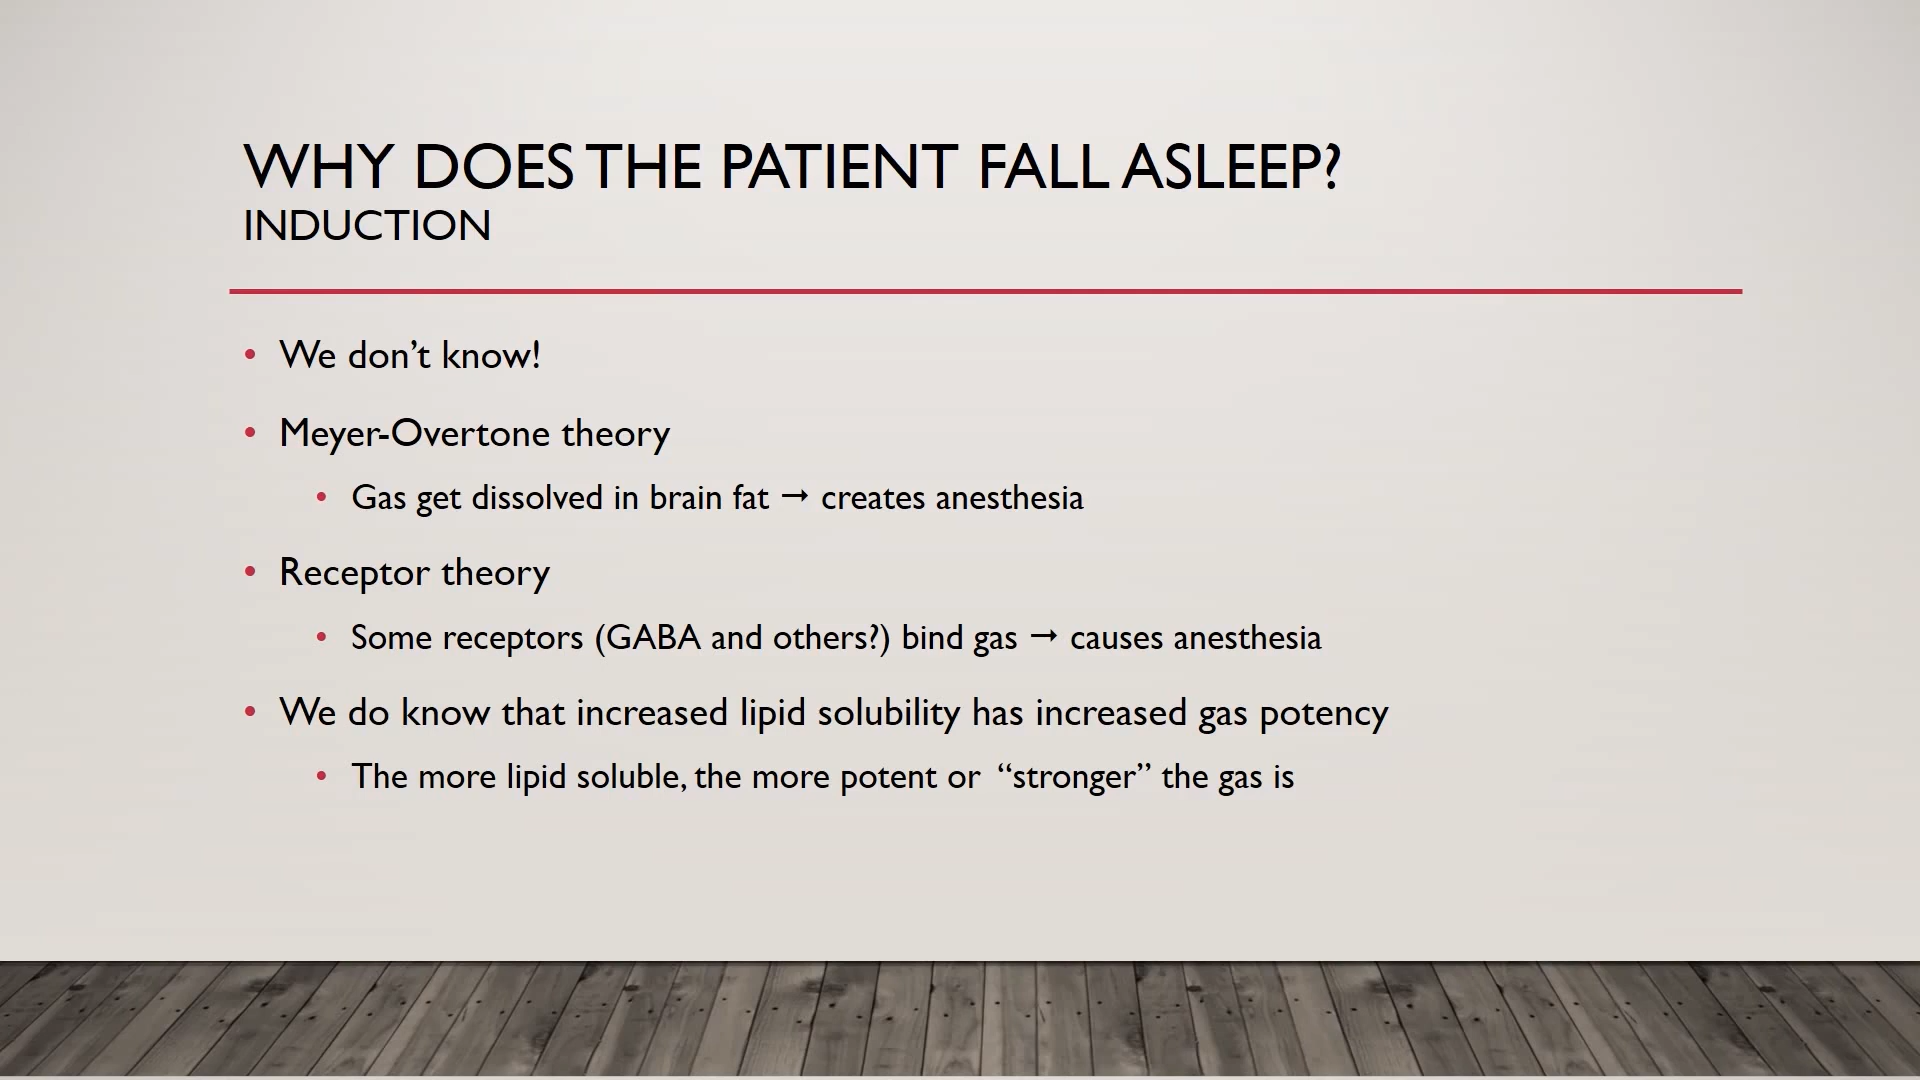 WHY DOES THE PATIENT FALL ASLEEP?
INDUCTION
• We don’t know!
• Meyer-Overtone theory
• Gas get dissolved in brain fat → creates anesthesia
• Receptor theory
• Some receptors (GABA and others?) bind gas → causes anesthesia
• We do know that increased lipid solubility has increased gas potency
• The more lipid soluble, the more potent or “stronger” the gas is